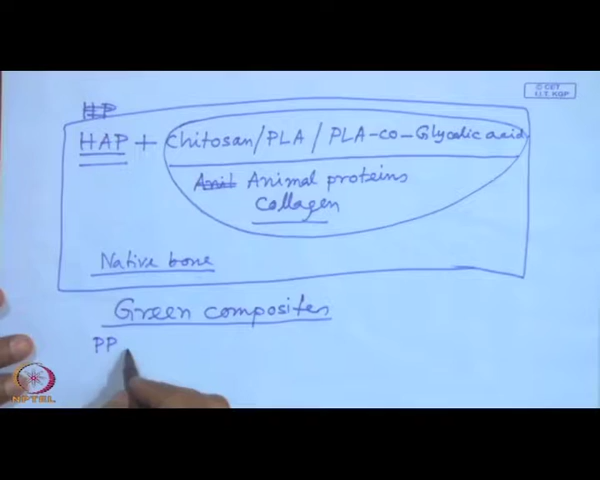 © CET
I.I.T. KGP
HP
HAP + Chitosan/PLA / PLA-co-Glycolic acid
Anil Animal proteins
Collagen
Native bone
Green composites
PP
NPTEL